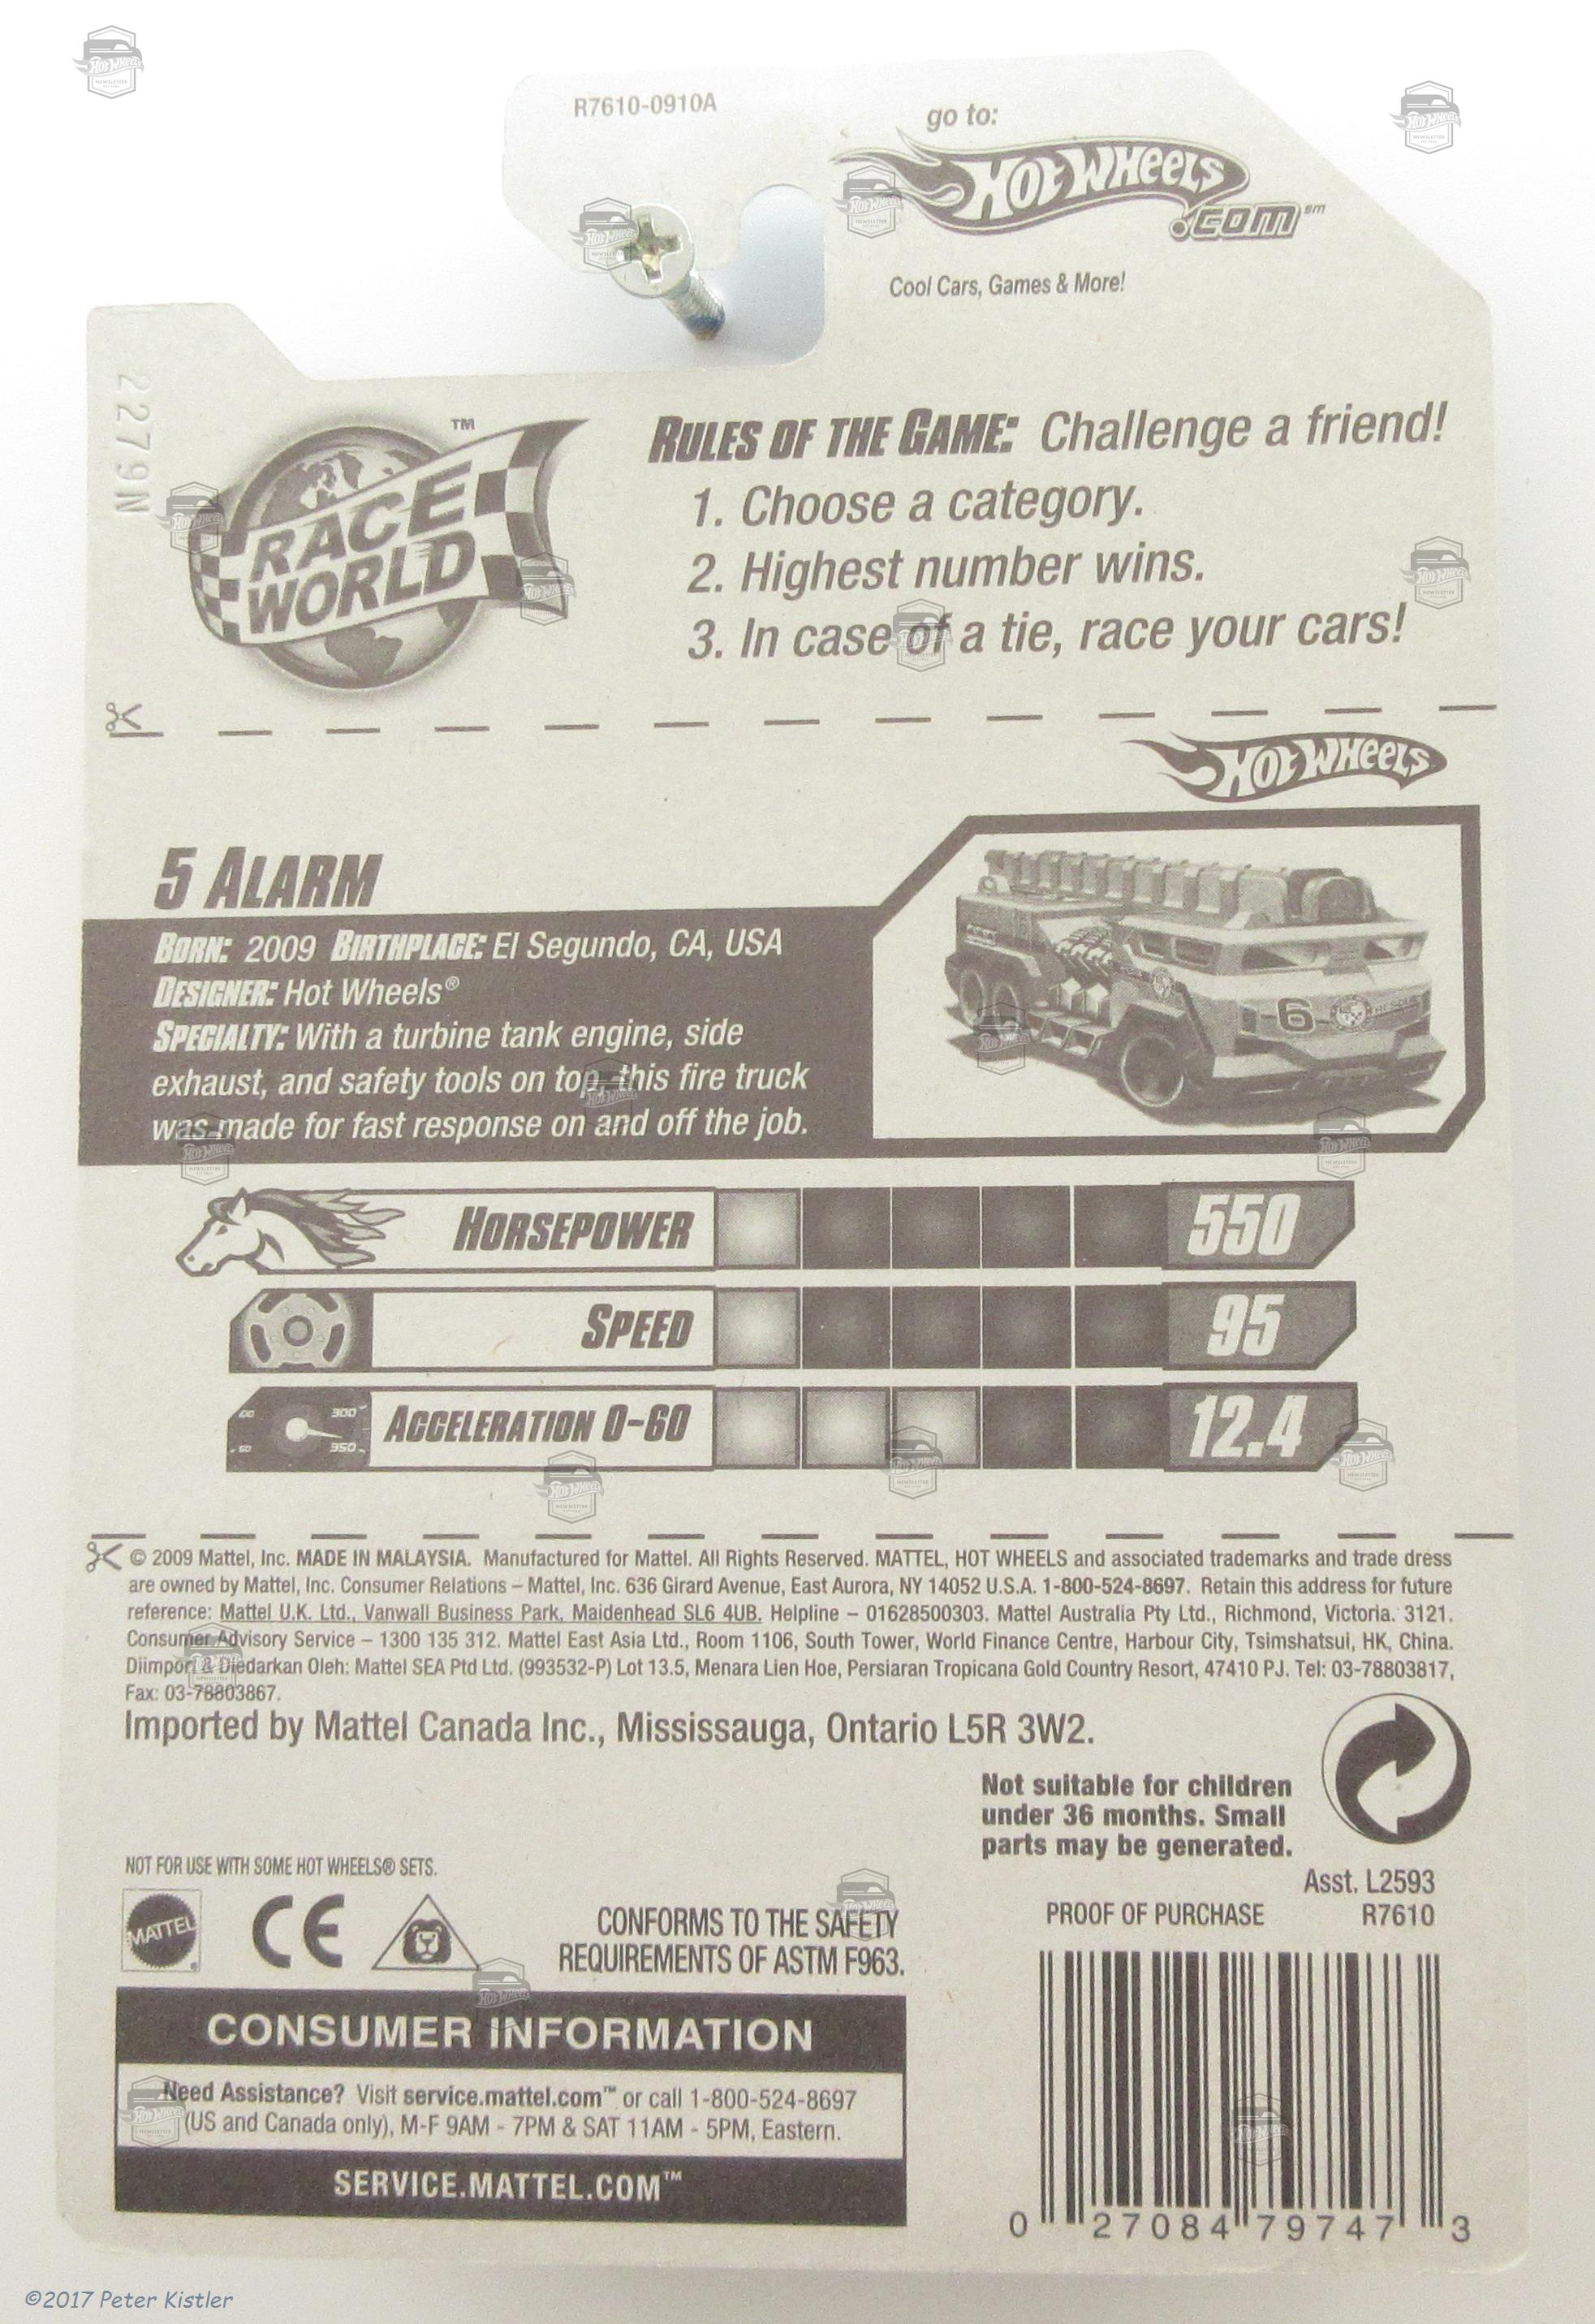 R7610-0910A
go to:
HOT WHEELS
.COM℠
Cool Cars, Games & More!
2279N
™
RACE
WORLD
RULES OF THE GAME: Challenge a friend!
1. Choose a category.
2. Highest number wins.
3. In case of a tie, race your cars!
HOT WHEELS
5 ALARM
BORN: 2009 BIRTHPLACE: El Segundo, CA, USA
DESIGNER: Hot Wheels®
SPECIALTY: With a turbine tank engine, side
exhaust, and safety tools on top, this fire truck
was made for fast response on and off the job.
6 RESCUE
HORSEPOWER 550
SPEED 95
300
350
60
ACCELERATION 0-60 12.4
© 2009 Mattel, Inc. MADE IN MALAYSIA. Manufactured for Mattel. All Rights Reserved. MATTEL, HOT WHEELS and associated trademarks and trade dress
are owned by Mattel, Inc. Consumer Relations – Mattel, Inc. 636 Girard Avenue, East Aurora, NY 14052 U.S.A. 1-800-524-8697. Retain this address for future
reference: Mattel U.K. Ltd., Vanwall Business Park, Maidenhead SL6 4UB. Helpline – 01628500303. Mattel Australia Pty Ltd., Richmond, Victoria. 3121.
Consumer Advisory Service – 1300 135 312. Mattel East Asia Ltd., Room 1106, South Tower, World Finance Centre, Harbour City, Tsimshatsui, HK, China.
Diimport & Diedarkan Oleh: Mattel SEA Ptd Ltd. (993532-P) Lot 13.5, Menara Lien Hoe, Persiaran Tropicana Gold Country Resort, 47410 PJ. Tel: 03-78803817,
Fax: 03-78803867.
Imported by Mattel Canada Inc., Mississauga, Ontario L5R 3W2.
Not suitable for children
under 36 months. Small
parts may be generated.
NOT FOR USE WITH SOME HOT WHEELS® SETS.
Asst. L2593
PROOF OF PURCHASE R7610
MATTEL
CE
CONFORMS TO THE SAFETY
REQUIREMENTS OF ASTM F963.
CONSUMER INFORMATION
Need Assistance? Visit service.mattel.com™ or call 1-800-524-8697
(US and Canada only), M-F 9AM - 7PM & SAT 11AM - 5PM, Eastern.
SERVICE.MATTEL.COM™
0 27084 79747 3
©2017 Peter Kistler